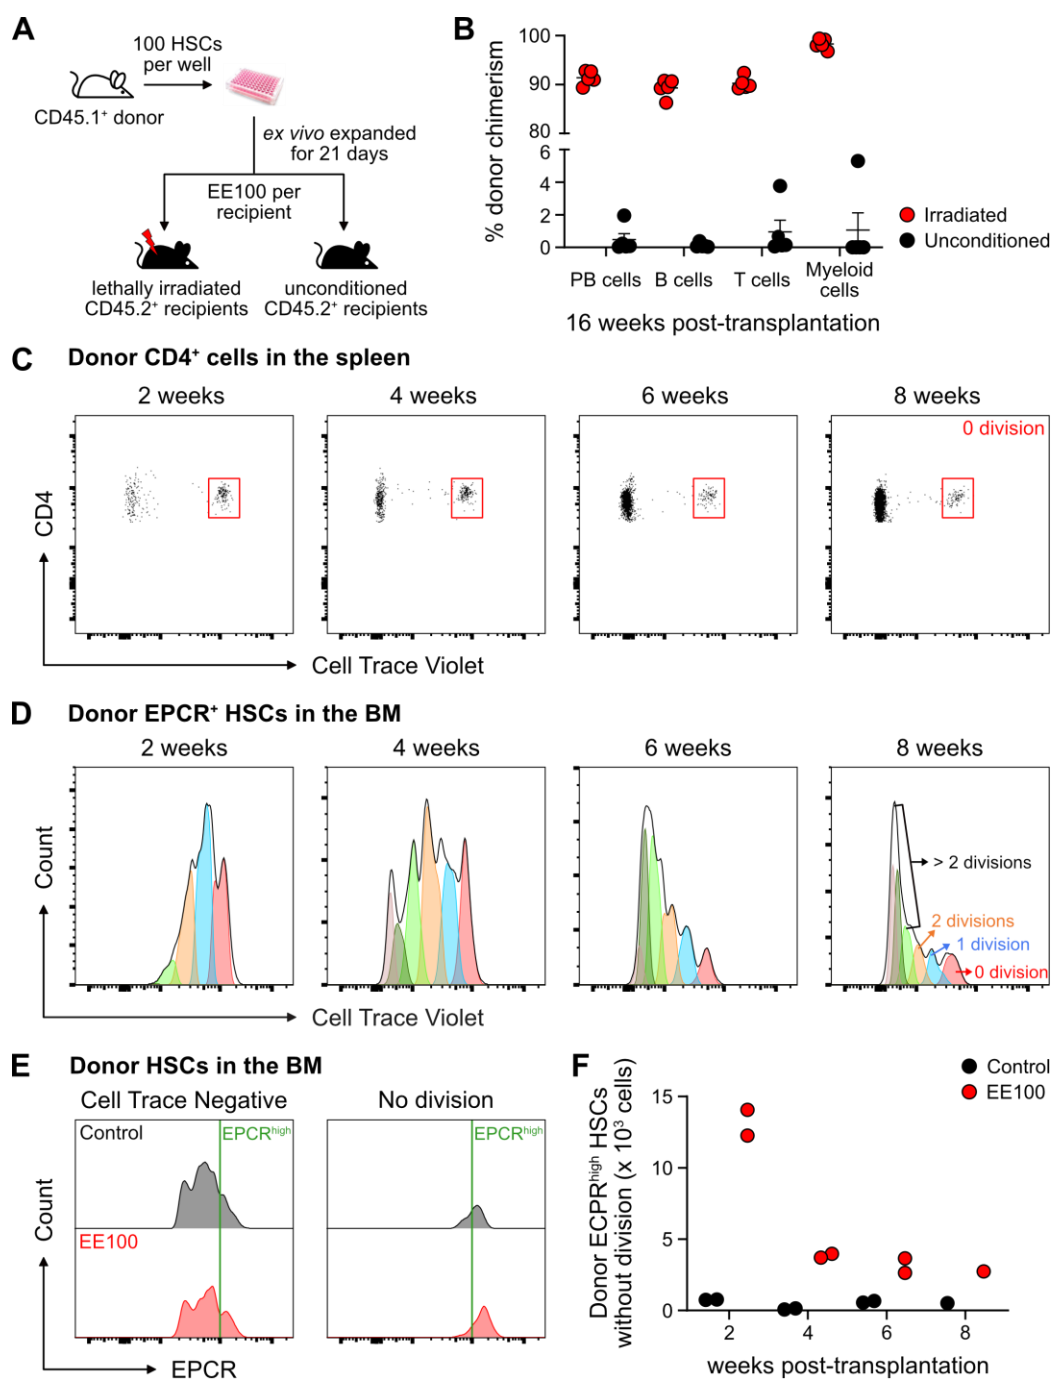 A
100 HSCs
per well
CD45.1⁺ donor
ex vivo expanded
for 21 days
EE100 per
recipient
lethally irradiated
CD45.2⁺ recipients
unconditioned
CD45.2⁺ recipients
B
% donor chimerism
100
90
80
6
4
2
0
PB cells
B cells
T cells
Myeloid
cells
16 weeks post-transplantation
Irradiated
Unconditioned
C
Donor CD4⁺ cells in the spleen
2 weeks
4 weeks
6 weeks
8 weeks
0 division
CD4
Cell Trace Violet
D
Donor EPCR⁺ HSCs in the BM
2 weeks
4 weeks
6 weeks
8 weeks
> 2 divisions
2 divisions
1 division
0 division
Count
Cell Trace Violet
E
Donor HSCs in the BM
Cell Trace Negative
No division
Control
EPCRʰⁱᵍʰ
EPCRʰⁱᵍʰ
EE100
Count
EPCR
F
Control
EE100
Donor ECPRʰⁱᵍʰ HSCs
without division (x 10³ cells)
15
10
5
0
2
4
6
8
weeks post-transplantation